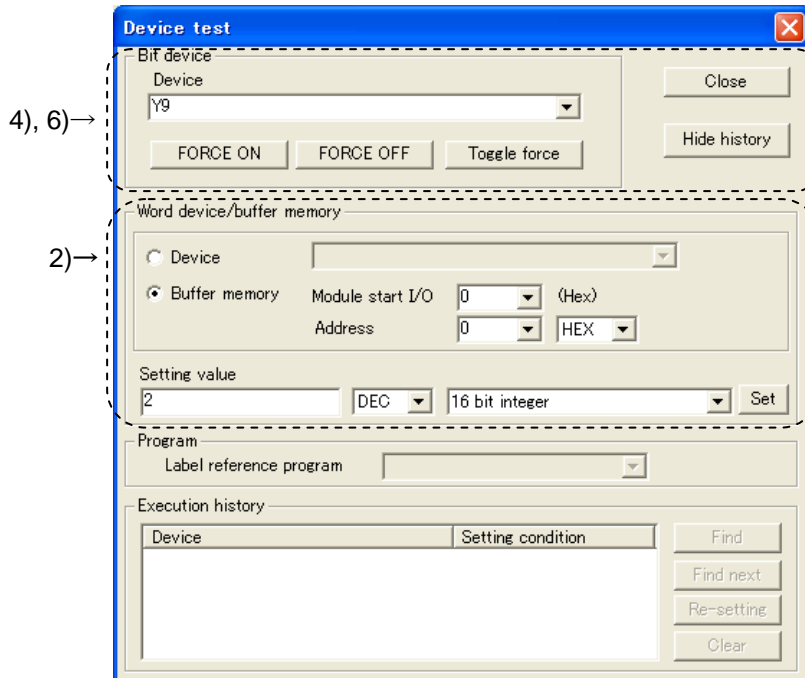 Device test
Bit device
Device
Close
4), 6)→
Y9
FORCE ON FORCE OFF Toggle force
Hide history
Word device/buffer memory
2)→
Device
Buffer memory Module start I/O 0 (Hex)
Address 0 HEX
Setting value
2 DEC 16 bit integer Set
Program
Label reference program
Execution history
Device Setting condition
Find
Find next
Re-setting
Clear